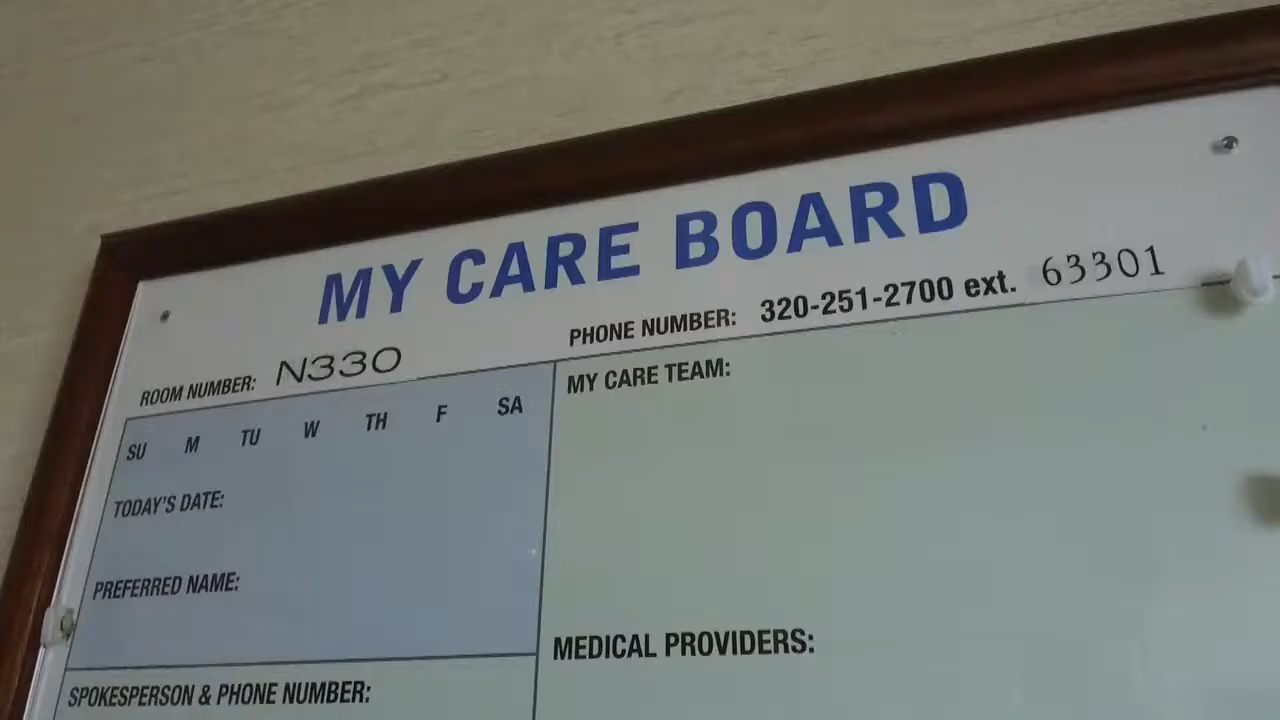 MY CARE BOARD
ROOM NUMBER: N330
PHONE NUMBER: 320-251-2700 ext. 63301
SU M TU W TH F SA
TODAY'S DATE:
PREFERRED NAME:
SPOKESPERSON & PHONE NUMBER:
MY CARE TEAM:
MEDICAL PROVIDERS: